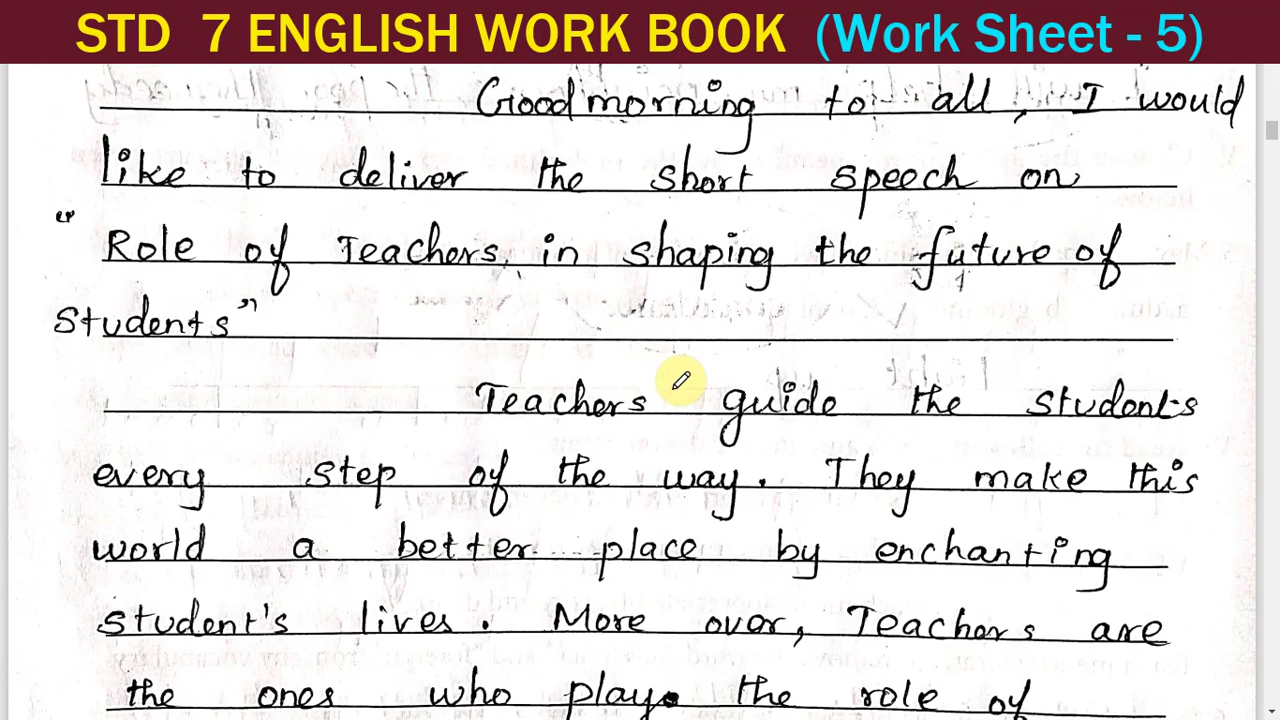 STD 7 ENGLISH WORK BOOK (Work Sheet - 5)
Good morning to all, I would
like to deliver the short speech on
"Role of Teachers in shaping the future of
Students"
Teachers guide the students
every step of the way. They make this
world a better place by enchanting
student's lives. More over, Teachers are
the ones who play the role of